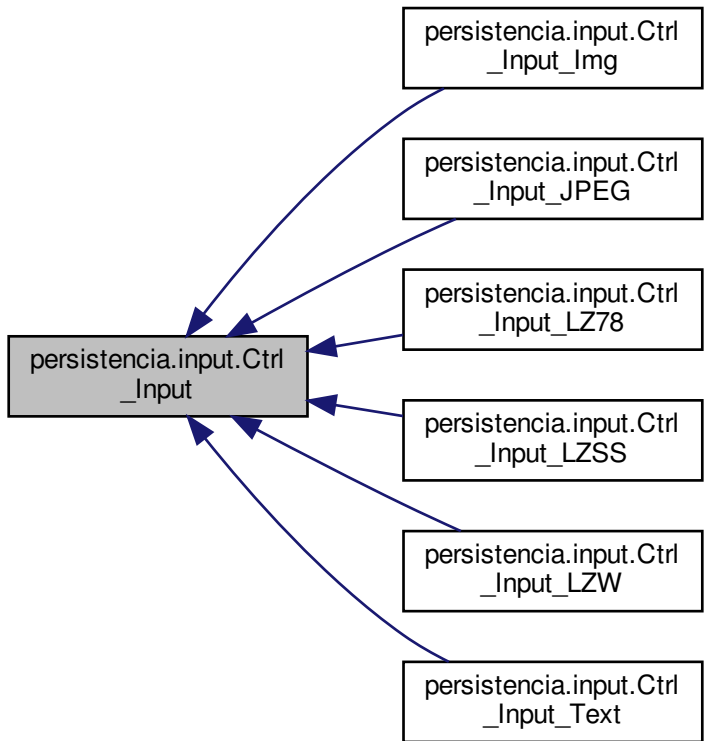 persistencia.input.Ctrl
_Input_Img
persistencia.input.Ctrl
_Input_JPEG
persistencia.input.Ctrl
_Input_LZ78
persistencia.input.Ctrl
_Input
persistencia.input.Ctrl
_Input_LZSS
persistencia.input.Ctrl
_Input_LZW
persistencia.input.Ctrl
_Input_Text